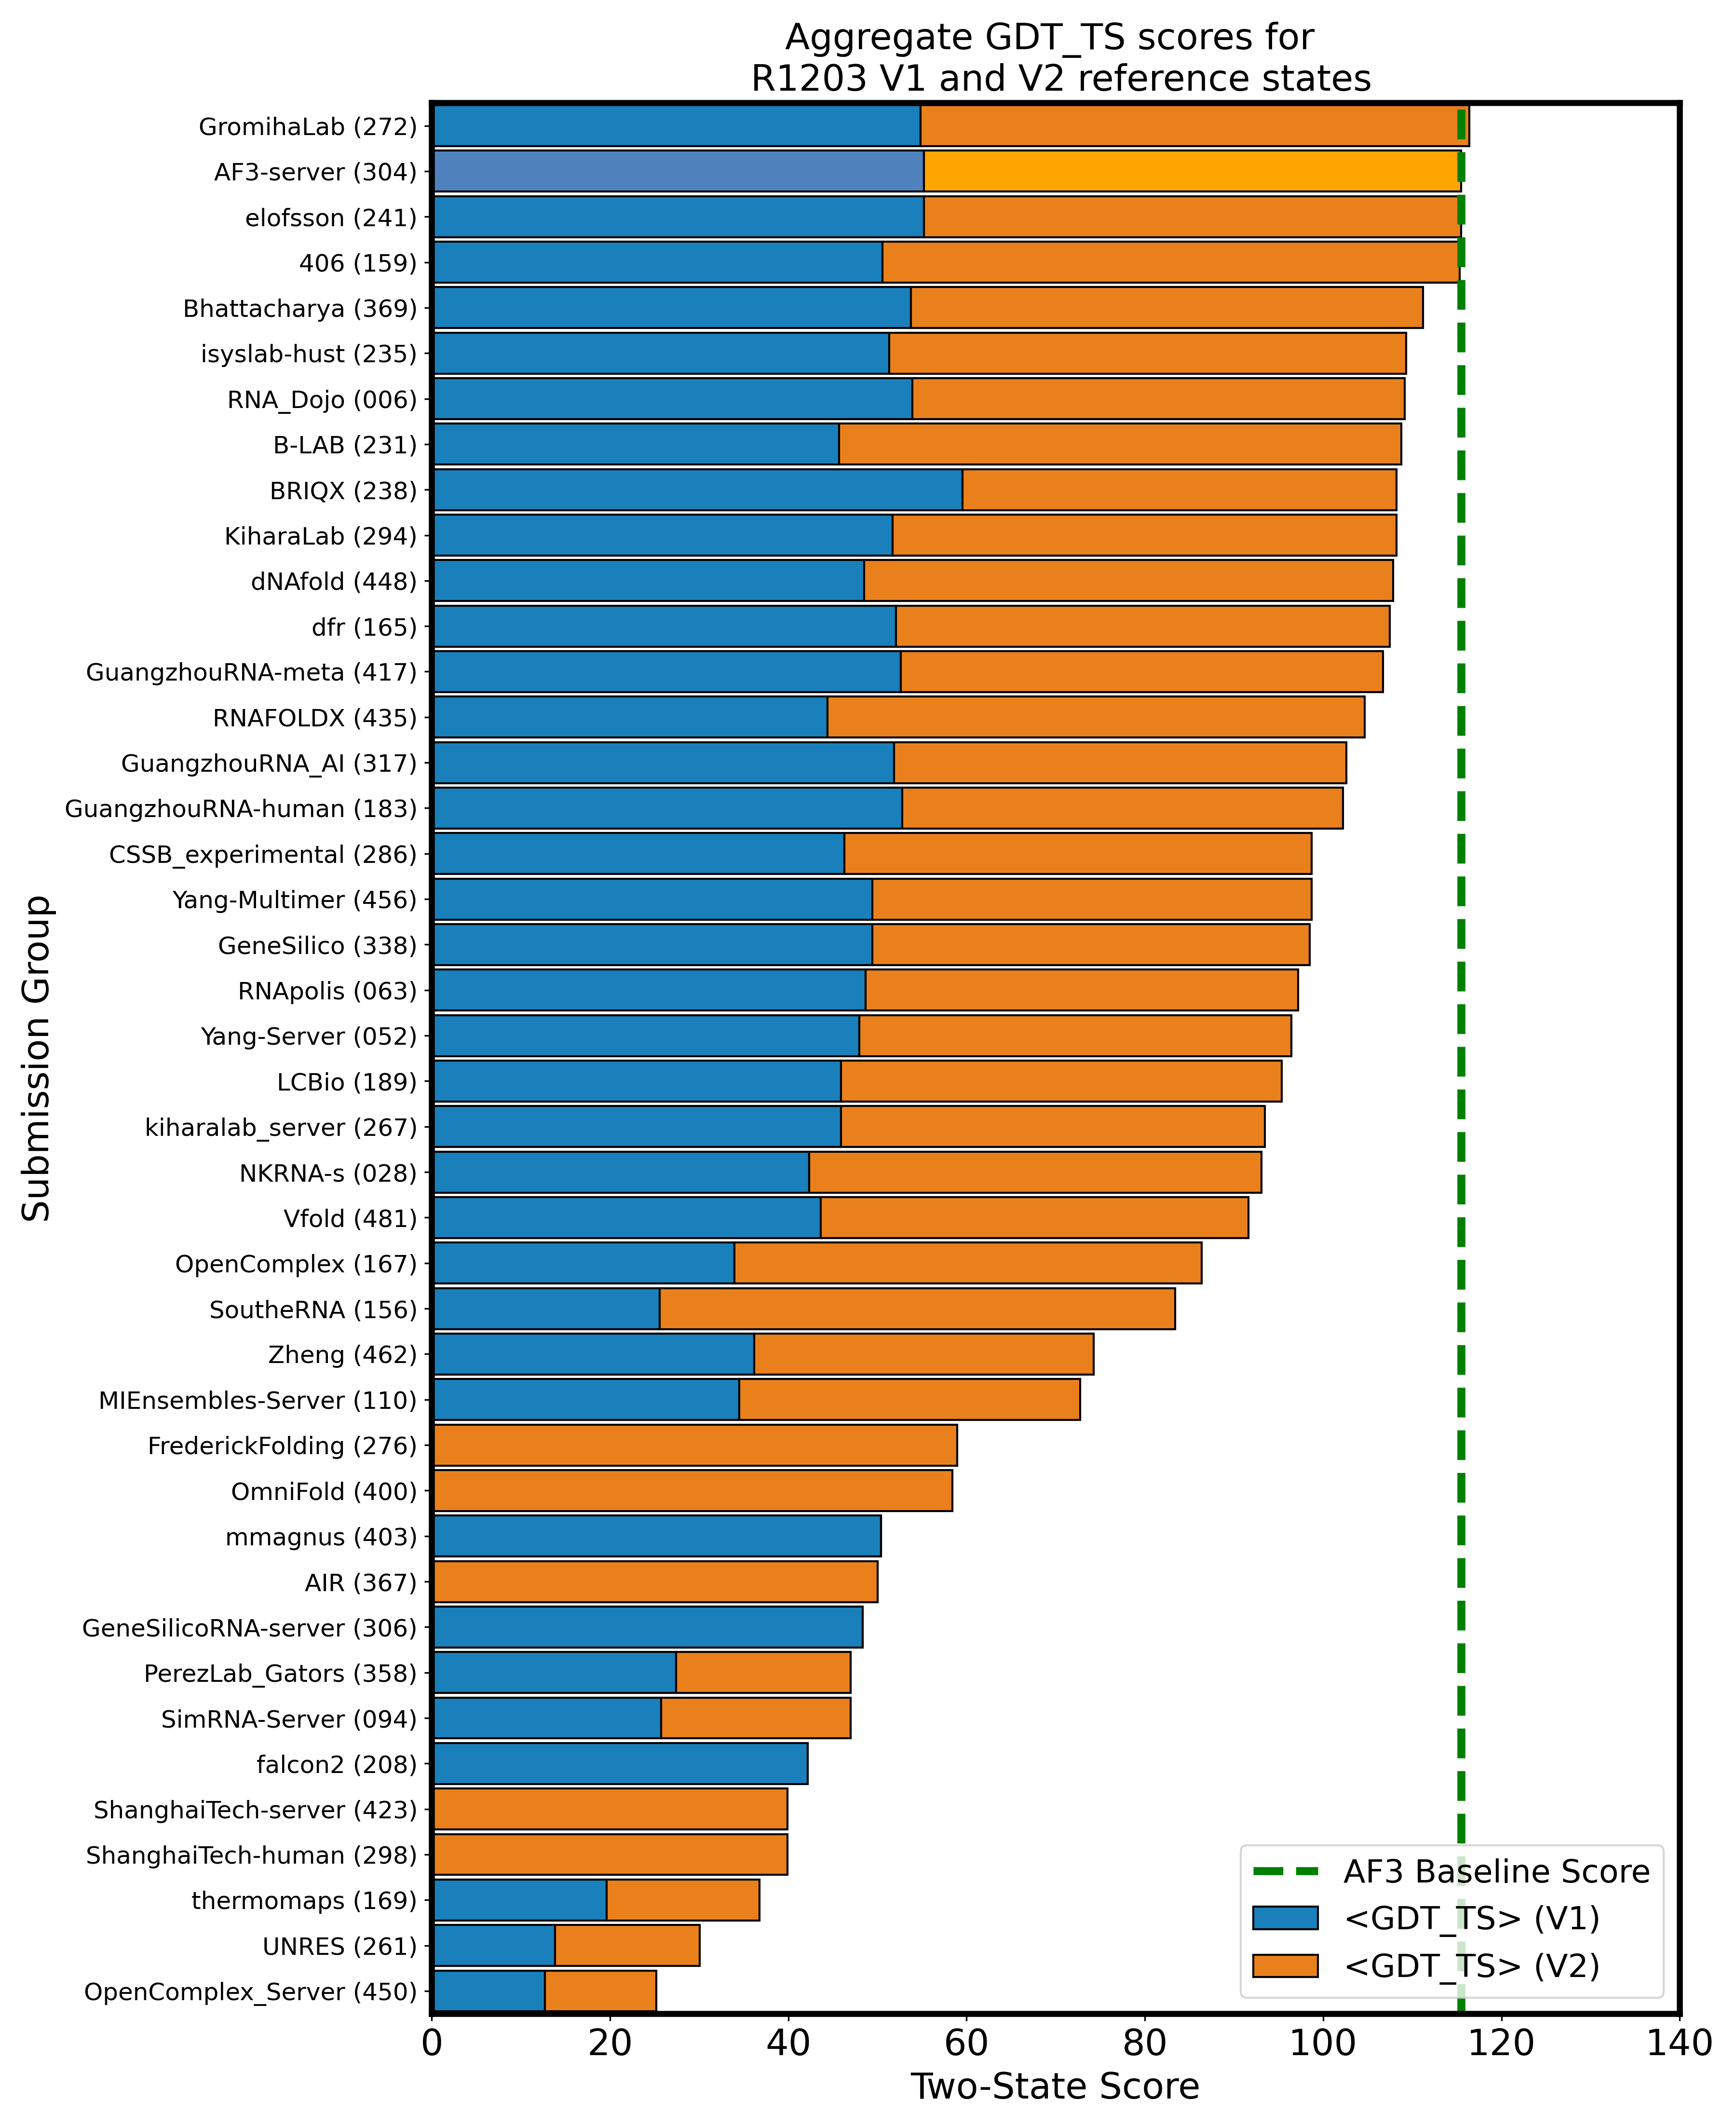 Aggregate GDT_TS scores for
R1203 V1 and V2 reference states
GromihaLab (272)
AF3-server (304)
elofsson (241)
406 (159)
Bhattacharya (369)
isyslab-hust (235)
RNA_Dojo (006)
B-LAB (231)
BRIQX (238)
KiharaLab (294)
dNAfold (448)
dfr (165)
GuangzhouRNA-meta (417)
RNAFOLDX (435)
GuangzhouRNA_AI (317)
GuangzhouRNA-human (183)
CSSB_experimental (286)
Yang-Multimer (456)
GeneSilico (338)
RNApolis (063)
Yang-Server (052)
LCBio (189)
kiharalab_server (267)
NKRNA-s (028)
Vfold (481)
OpenComplex (167)
SoutheRNA (156)
Zheng (462)
MIEnsembles-Server (110)
FrederickFolding (276)
OmniFold (400)
mmagnus (403)
AIR (367)
GeneSilicoRNA-server (306)
PerezLab_Gators (358)
SimRNA-Server (094)
falcon2 (208)
ShanghaiTech-server (423)
ShanghaiTech-human (298)
thermomaps (169)
UNRES (261)
OpenComplex_Server (450)
Submission Group
AF3 Baseline Score
<GDT_TS> (V1)
<GDT_TS> (V2)
0 20 40 60 80 100 120 140
Two-State Score